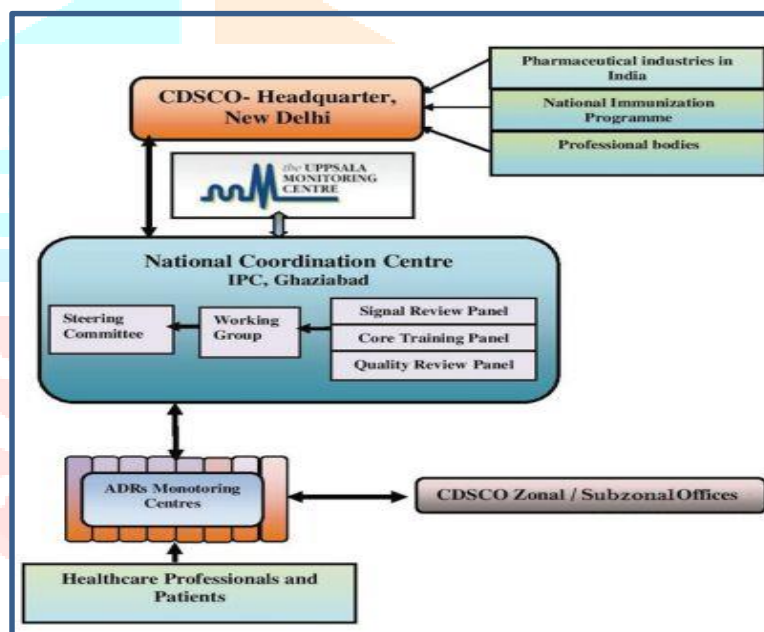 Pharmaceutical industries in
India
CDSCO- Headquarter,
New Delhi
National Immunization
Programme
Professional bodies
the UPPSALA
MONITORING
CENTRE
National Coordination Centre
IPC, Ghaziabad
Steering
Committee
Working
Group
Signal Review Panel
Core Training Panel
Quality Review Panel
ADRs Monotoring
Centres
CDSCO Zonal / Subzonal Offices
Healthcare Professionals and
Patients